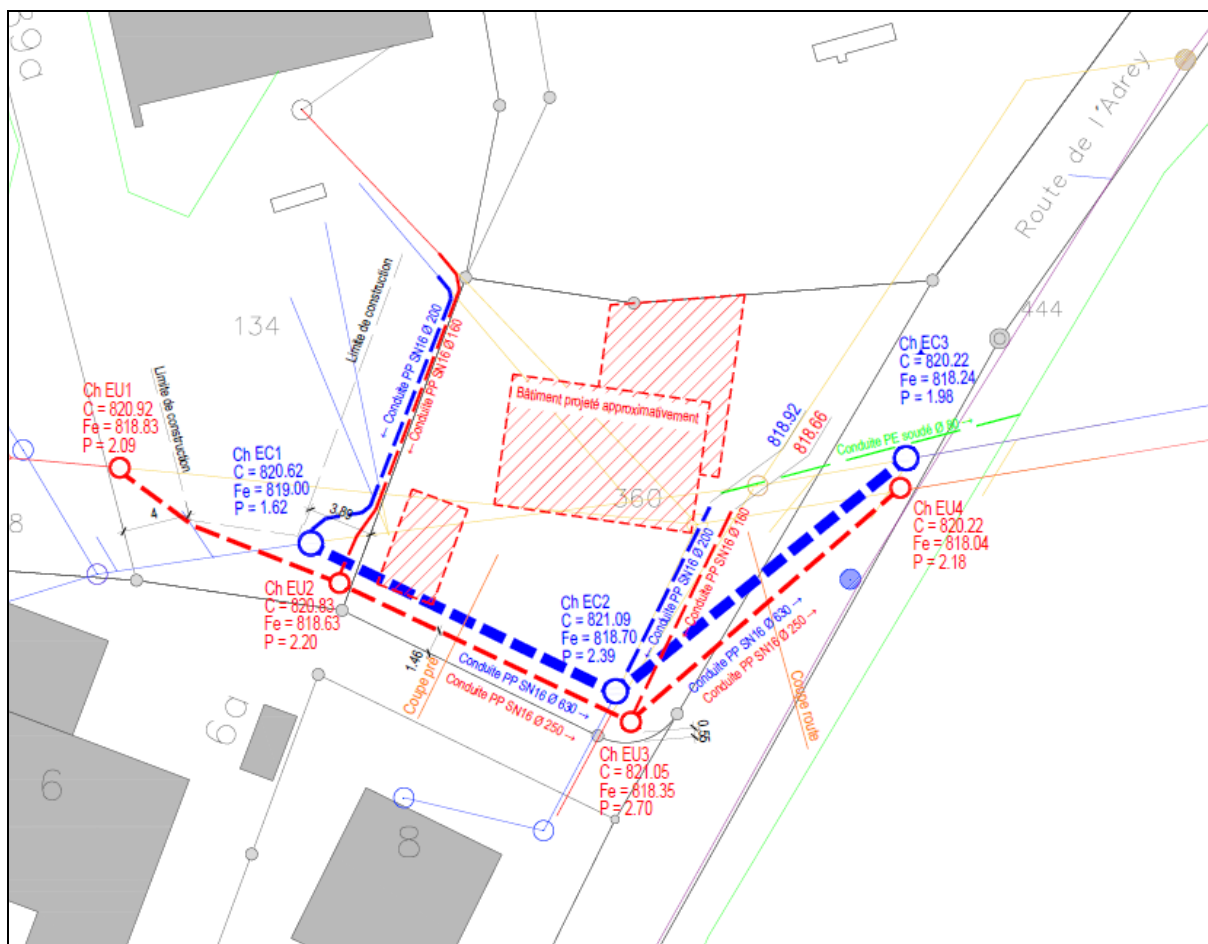 39a
Route de l'Adrey
134
Limite de construction
Limite de construction
← Conduite PP SN16 Ø 200
← Conduite PP SN16 Ø 160
444
Ch EC3
C = 820.22
Fe = 818.24
P = 1.98
Ch EU1
C = 820.92
Fe = 818.83
P = 2.09
Bâtiment projeté approximativement
818.92
818.66
Conduite PE soudé Ø 80 →
Ch EC1
C = 820.62
Fe = 819.00
P = 1.62
360
3.89
4
8
Ch EU4
C = 820.22
Fe = 818.04
P = 2.18
← Conduite PP SN16 Ø 200
Conduite PP SN16 Ø 160
Ch EU2
C = 820.83
Fe = 818.63
P = 2.20
Ch EC2
C = 821.09
Fe = 818.70
P = 2.39
1.46
Coupe pré
Conduite PP SN16 Ø 630 →
Conduite PP SN16 Ø 250 →
Conduite PP SN16 Ø 630 →
Conduite PP SN16 Ø 250 →
Coupe route
0.55
6a
Ch EU3
C = 821.05
Fe = 818.35
P = 2.70
6
8